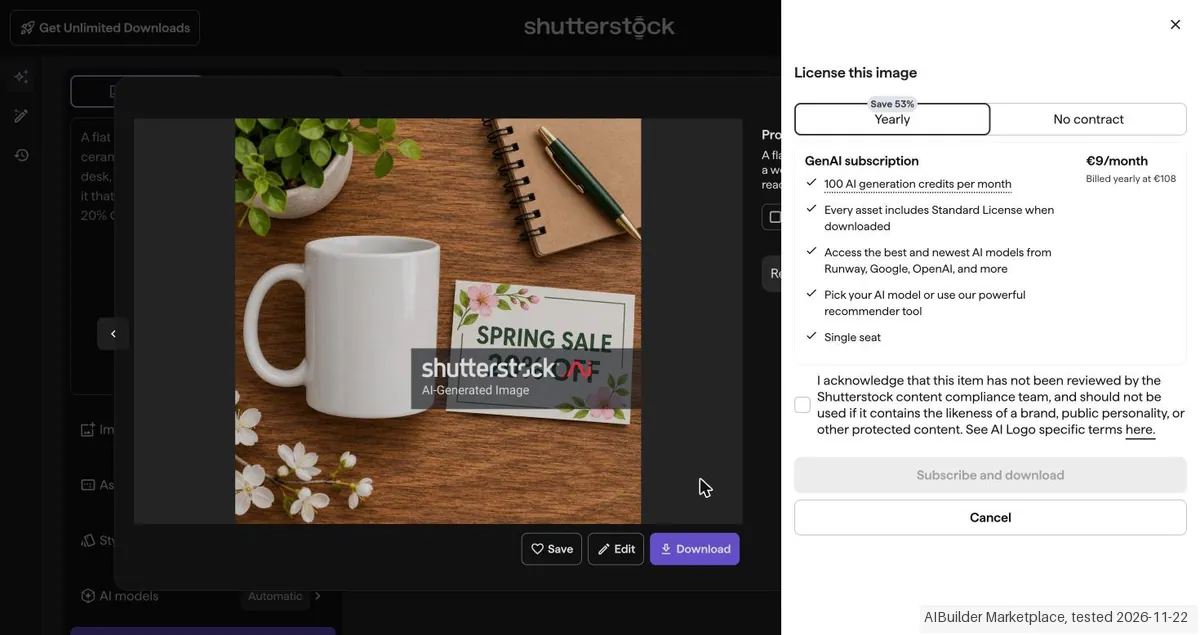 Get Unlimited Downloads
shutterstock
A flat
ceram
desk,
it that
20% O
Im
As
Sty
AI models
Automatic
SPRING SALE
20% OFF
shutterstock AI
AI-Generated Image
Save
Edit
Download
Pro
A fla
a wo
read
Re
License this image
Save 53%
Yearly
No contract
GenAI subscription
€9/month
Billed yearly at €108
100 AI generation credits per month
Every asset includes Standard License when
downloaded
Access the best and newest AI models from
Runway, Google, OpenAI, and more
Pick your AI model or use our powerful
recommender tool
Single seat
I acknowledge that this item has not been reviewed by the
Shutterstock content compliance team, and should not be
used if it contains the likeness of a brand, public personality, or
other protected content. See AI Logo specific terms here.
Subscribe and download
Cancel
AIBuilder Marketplace, tested 2026-11-22